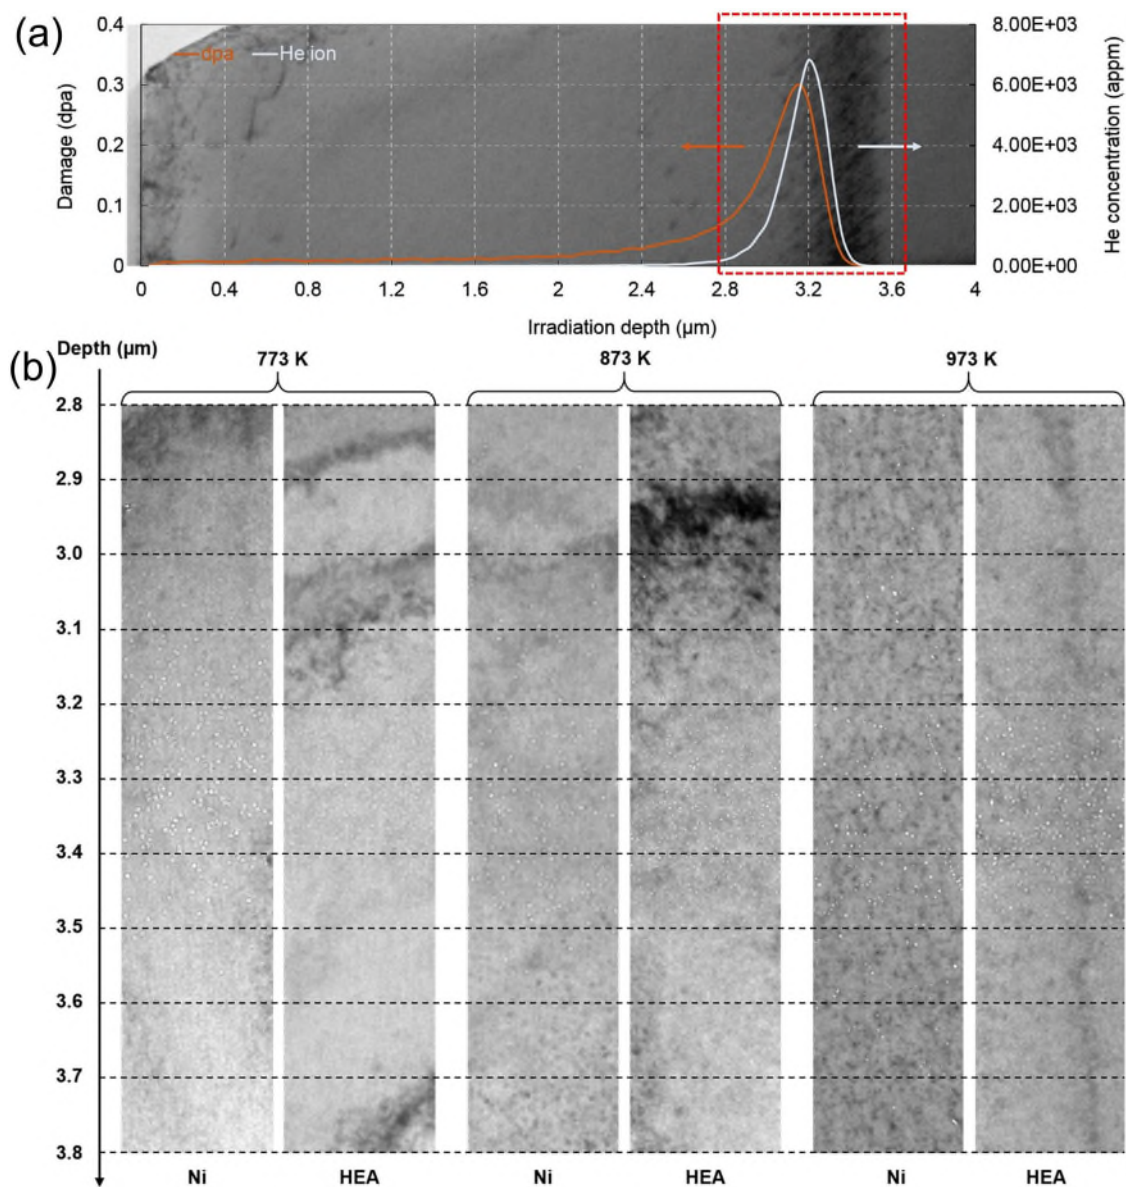 (a)
dpa
He ion
0.4
0.3
0.2
0.1
0
Damage (dpa)
8.00E+03
6.00E+03
4.00E+03
2.00E+03
0.00E+00
He concentration (appm)
0 0.4 0.8 1.2 1.6 2 2.4 2.8 3.2 3.6 4
Irradiation depth (μm)
(b)
Depth (μm)
773 K 873 K 973 K
2.8
2.9
3.0
3.1
3.2
3.3
3.4
3.5
3.6
3.7
3.8
Ni HEA Ni HEA Ni HEA